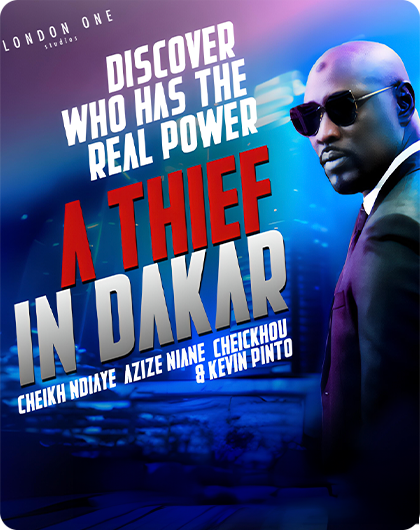 LONDON ONE
studios
DISCOVER
WHO HAS THE
REAL POWER
A THIEF
IN DAKAR
CHEIKH NDIAYE AZIZE NIANE CHEICKHOU
& KEVIN PINTO